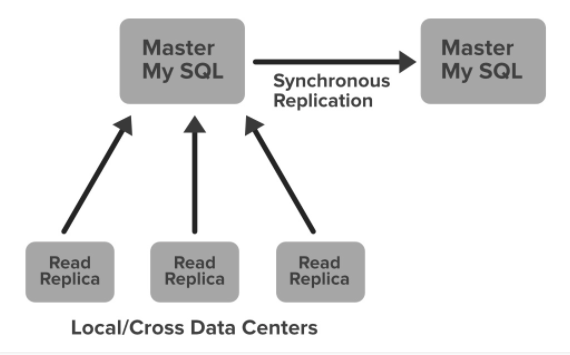 Master
My SQL
Master
My SQL
Synchronous
Replication
Read
Replica
Read
Replica
Read
Replica
Local/Cross Data Centers